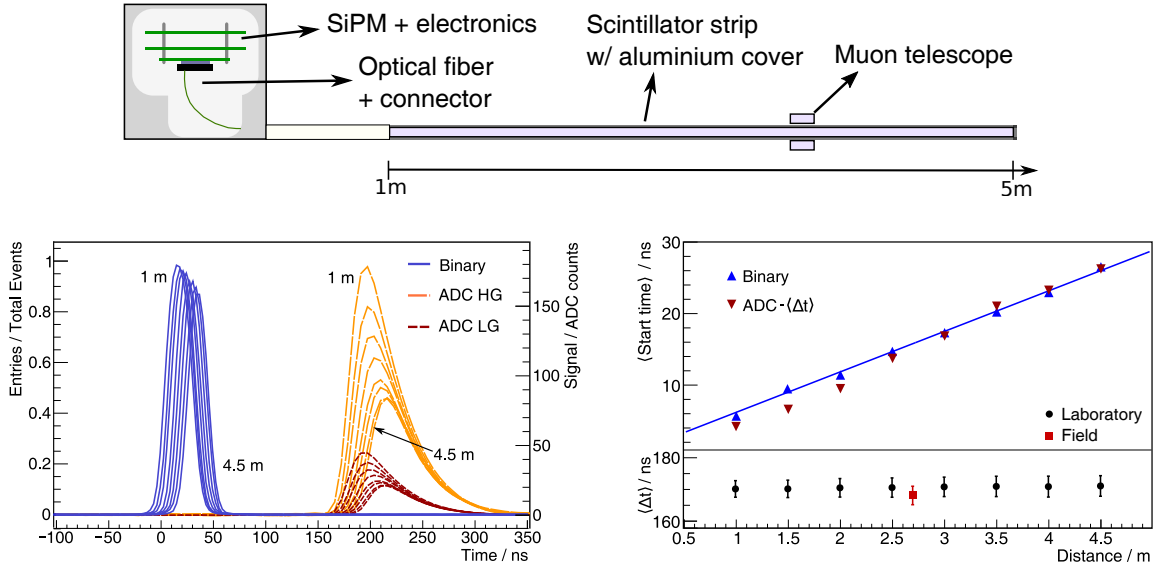 SiPM + electronics
Optical fiber
+ connector
Scintillator strip
w/ aluminium cover
Muon telescope
1m
5m
Entries / Total Events
1
0.8
0.6
0.4
0.2
0
1 m
4.5 m
1 m
4.5 m
Binary
ADC HG
ADC LG
150
100
50
0
Signal / ADC counts
−100 −50 0 50 100 150 200 250 300 350
Time / ns
⟨Start time⟩ / ns
30
20
10
Binary
ADC - ⟨Δt⟩
Laboratory
Field
⟨Δt⟩ / ns
180
160
0.5 1 1.5 2 2.5 3 3.5 4 4.5
Distance / m